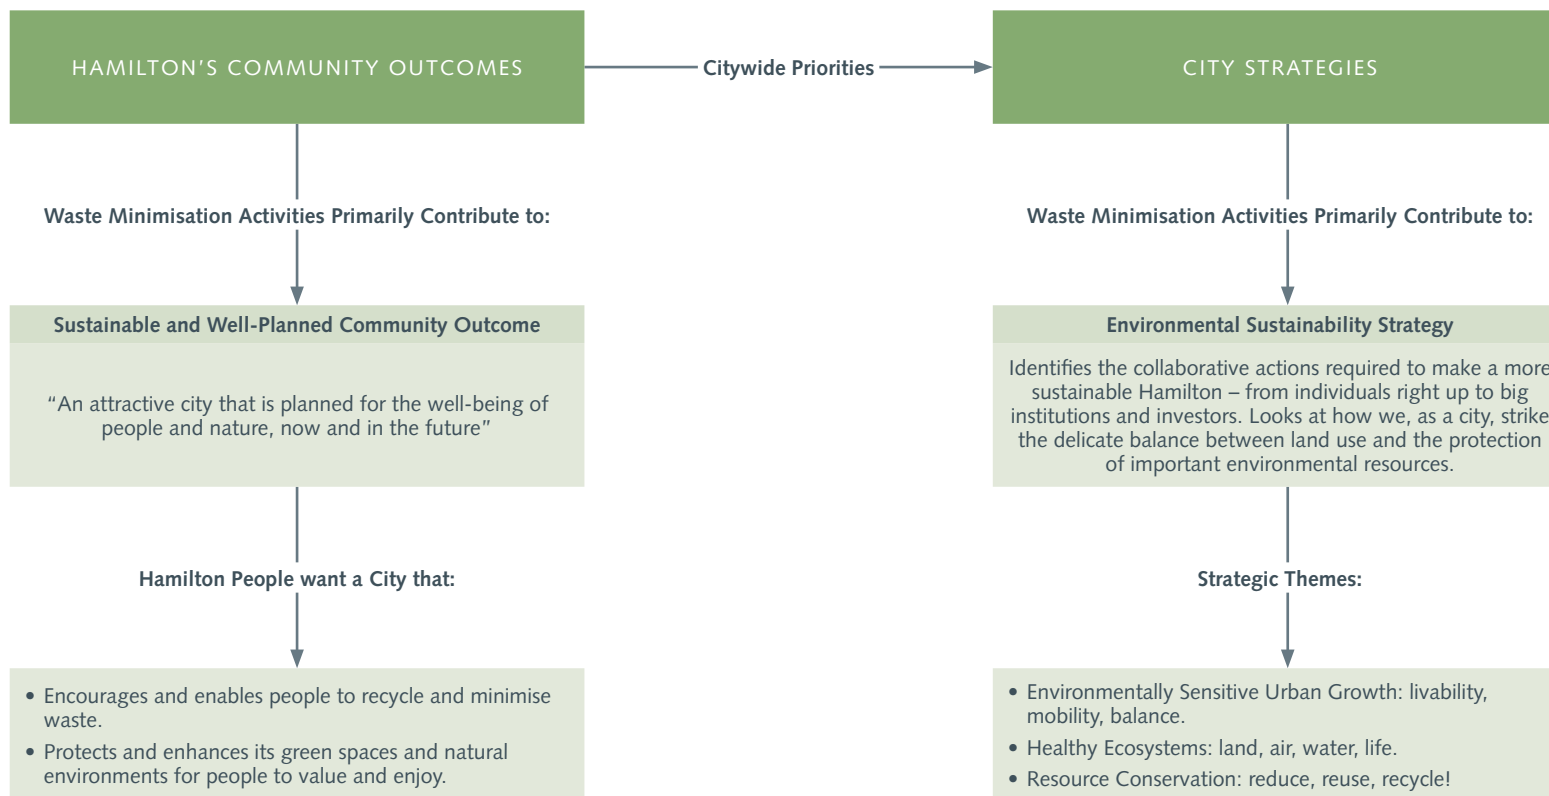 HAMILTON'S COMMUNITY OUTCOMES
Citywide Priorities
CITY STRATEGIES
Waste Minimisation Activities Primarily Contribute to:
Waste Minimisation Activities Primarily Contribute to:
Sustainable and Well-Planned Community Outcome
“An attractive city that is planned for the well-being of
people and nature, now and in the future”
Environmental Sustainability Strategy
Identifies the collaborative actions required to make a more
sustainable Hamilton – from individuals right up to big
institutions and investors. Looks at how we, as a city, strike
the delicate balance between land use and the protection
of important environmental resources.
Hamilton People want a City that:
Strategic Themes:
• Encourages and enables people to recycle and minimise
waste.
• Protects and enhances its green spaces and natural
environments for people to value and enjoy.
• Environmentally Sensitive Urban Growth: livability,
mobility, balance.
• Healthy Ecosystems: land, air, water, life.
• Resource Conservation: reduce, reuse, recycle!